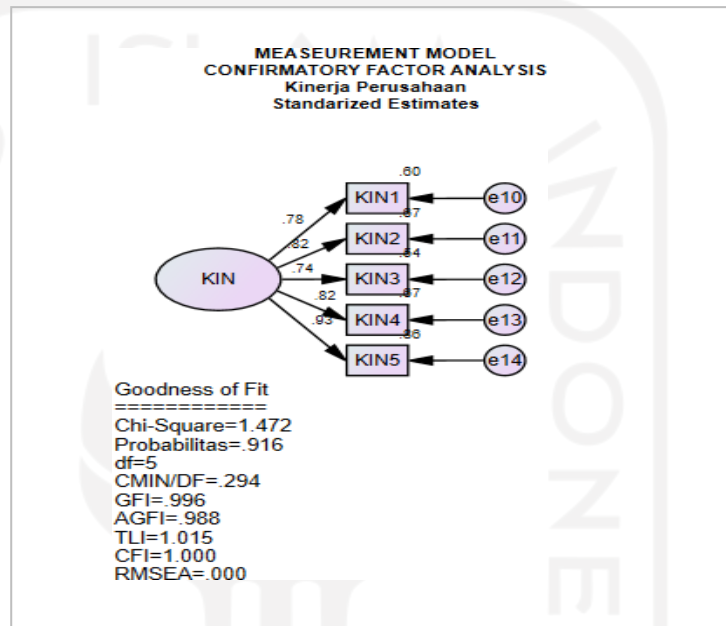 MEASEUREMENT MODEL
CONFIRMATORY FACTOR ANALYSIS
Kinerja Perusahaan
Standarized Estimates
.60
KIN1
e10
.78
.67
KIN2
e11
.82
.54
KIN
.74
KIN3
e12
.82
.67
KIN4
e13
.93
.86
KIN5
e14
Goodness of Fit
============
Chi-Square=1.472
Probabilitas=.916
df=5
CMIN/DF=.294
GFI=.996
AGFI=.988
TLI=1.015
CFI=1.000
RMSEA=.000
INDONE